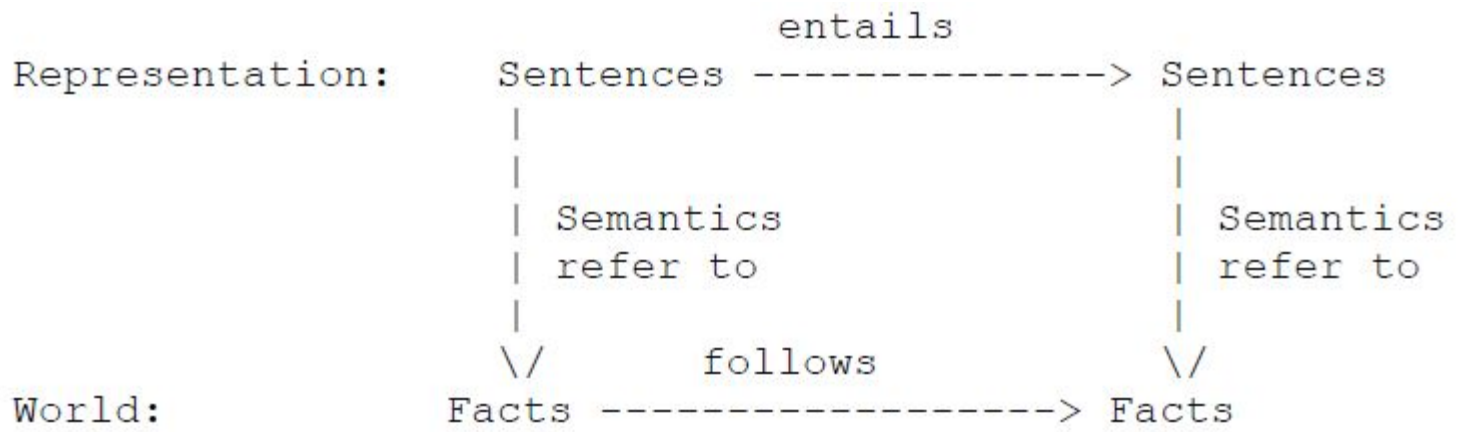 entails
Representation: Sentences --------------> Sentences
| |
| |
| Semantics | Semantics
| refer to | refer to
| |
\/ follows \/
World: Facts ------------------> Facts